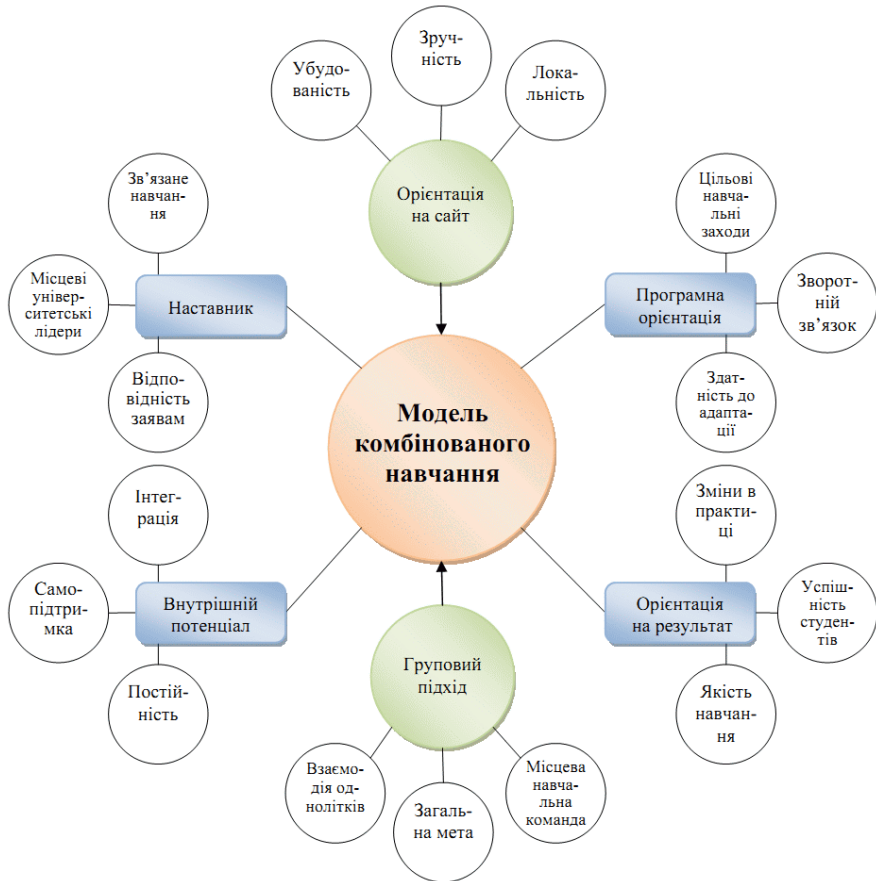 Зруч-
ність
Убудо-
ваність
Лока-
льність
Орієнтація
на сайт
Зв’язане
навчан-
ня
Місцеві
універ-
ситетські
лідери
Наставник
Відпо-
відність
заявам
Цільові
навча-
льні
заходи
Програмна
орієнтація
Зворот-
ній
зв’язок
Здат-
ність до
адапта-
ції
Модель
комбінованого
навчання
Інтег-
рація
Само-
підтри-
мка
Внутрішній
потенціал
Постій-
ність
Зміни в
практи-
ці
Орієнтація
на результат
Успіш-
ність
студен-
тів
Якість
навчан-
ня
Груповий
підхід
Взаємо-
дія од-
нолітків
Загаль-
на мета
Місцева
навча-
льна
команда